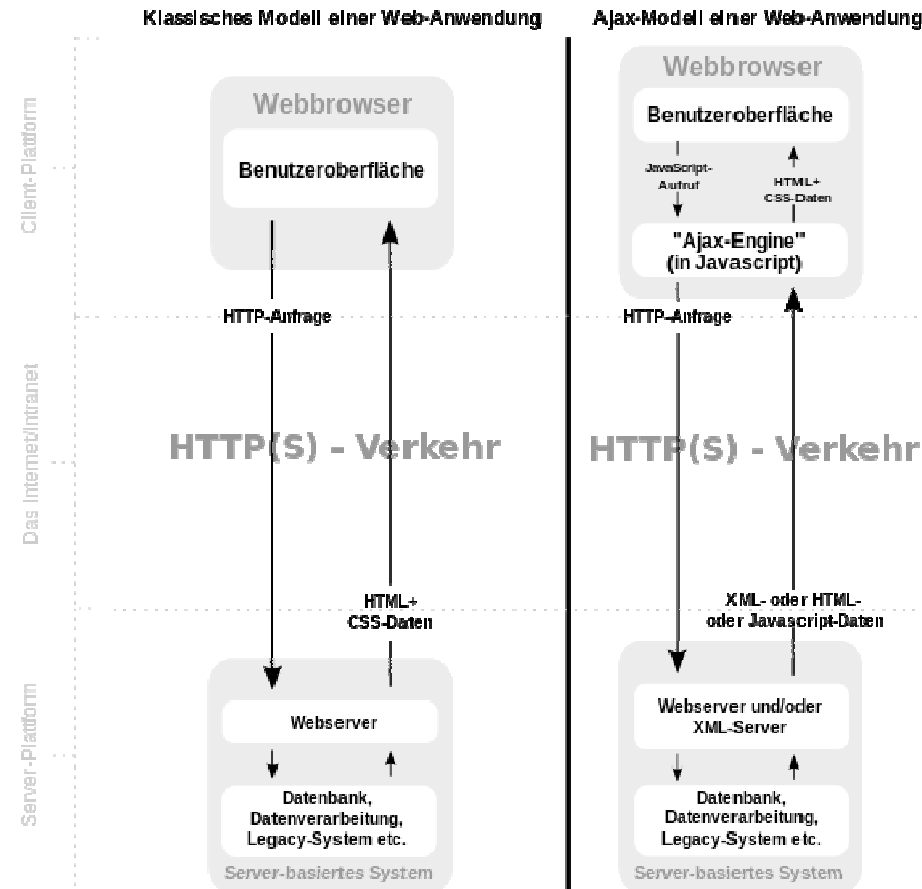 Klassisches Modell einer Web-Anwendung
Client-Plattform
Webbrowser
Benutzeroberfläche
HTTP-Anfrage
Das Internet/Intranet
HTTP(S) - Verkehr
HTML+
CSS-Daten
Server-Plattform
Webserver
Datenbank,
Datenverarbeitung,
Legacy-System etc.
Server-basiertes System
Ajax-Modell einer Web-Anwendung
Webbrowser
Benutzeroberfläche
JavaScript-
Aufruf
HTML+
CSS-Daten
"Ajax-Engine"
(in Javascript)
HTTP-Anfrage
HTTP(S) - Verkehr
XML- oder HTML-
oder Javascript-Daten
Webserver und/oder
XML-Server
Datenbank,
Datenverarbeitung,
Legacy-System etc.
Server-basiertes System